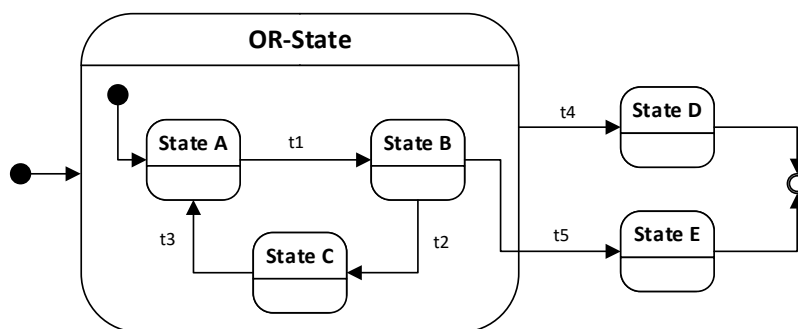 OR-State
State A
t1
State B
t4
State D
t3
State C
t2
t5
State E